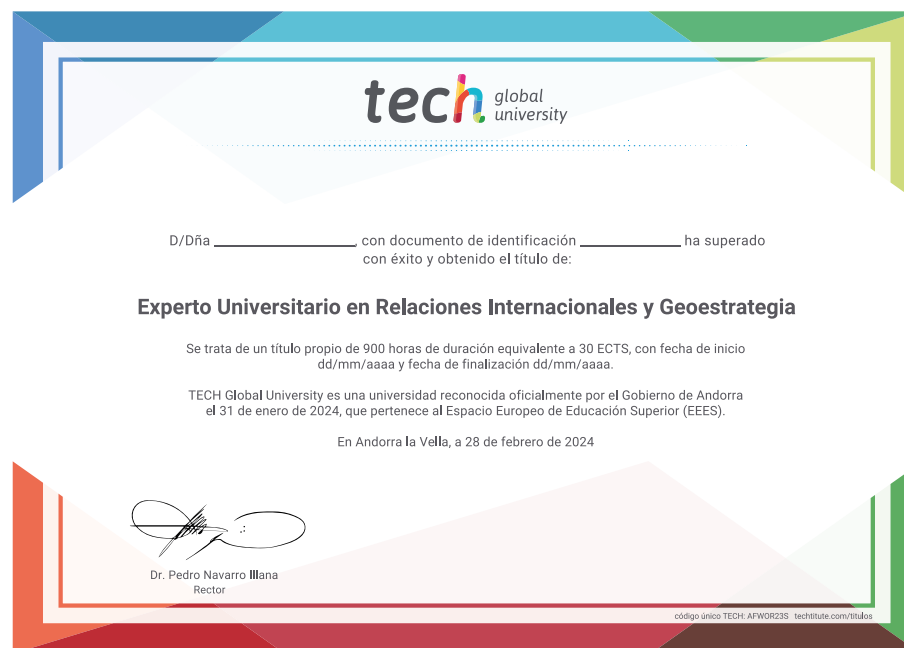 tech global university
D/Dña ____________, con documento de identificación ____________ ha superado
con éxito y obtenido el título de:
Experto Universitario en Relaciones Internacionales y Geoestrategia
Se trata de un título propio de 900 horas de duración equivalente a 30 ECTS, con fecha de inicio
dd/mm/aaaa y fecha de finalización dd/mm/aaaa.
TECH Global University es una universidad reconocida oficialmente por el Gobierno de Andorra
el 31 de enero de 2024, que pertenece al Espacio Europeo de Educación Superior (EEES).
En Andorra la Vella, a 28 de febrero de 2024
Dr. Pedro Navarro Illana
Rector
código único TECH: AFWOR23S techtitute.com/titulos